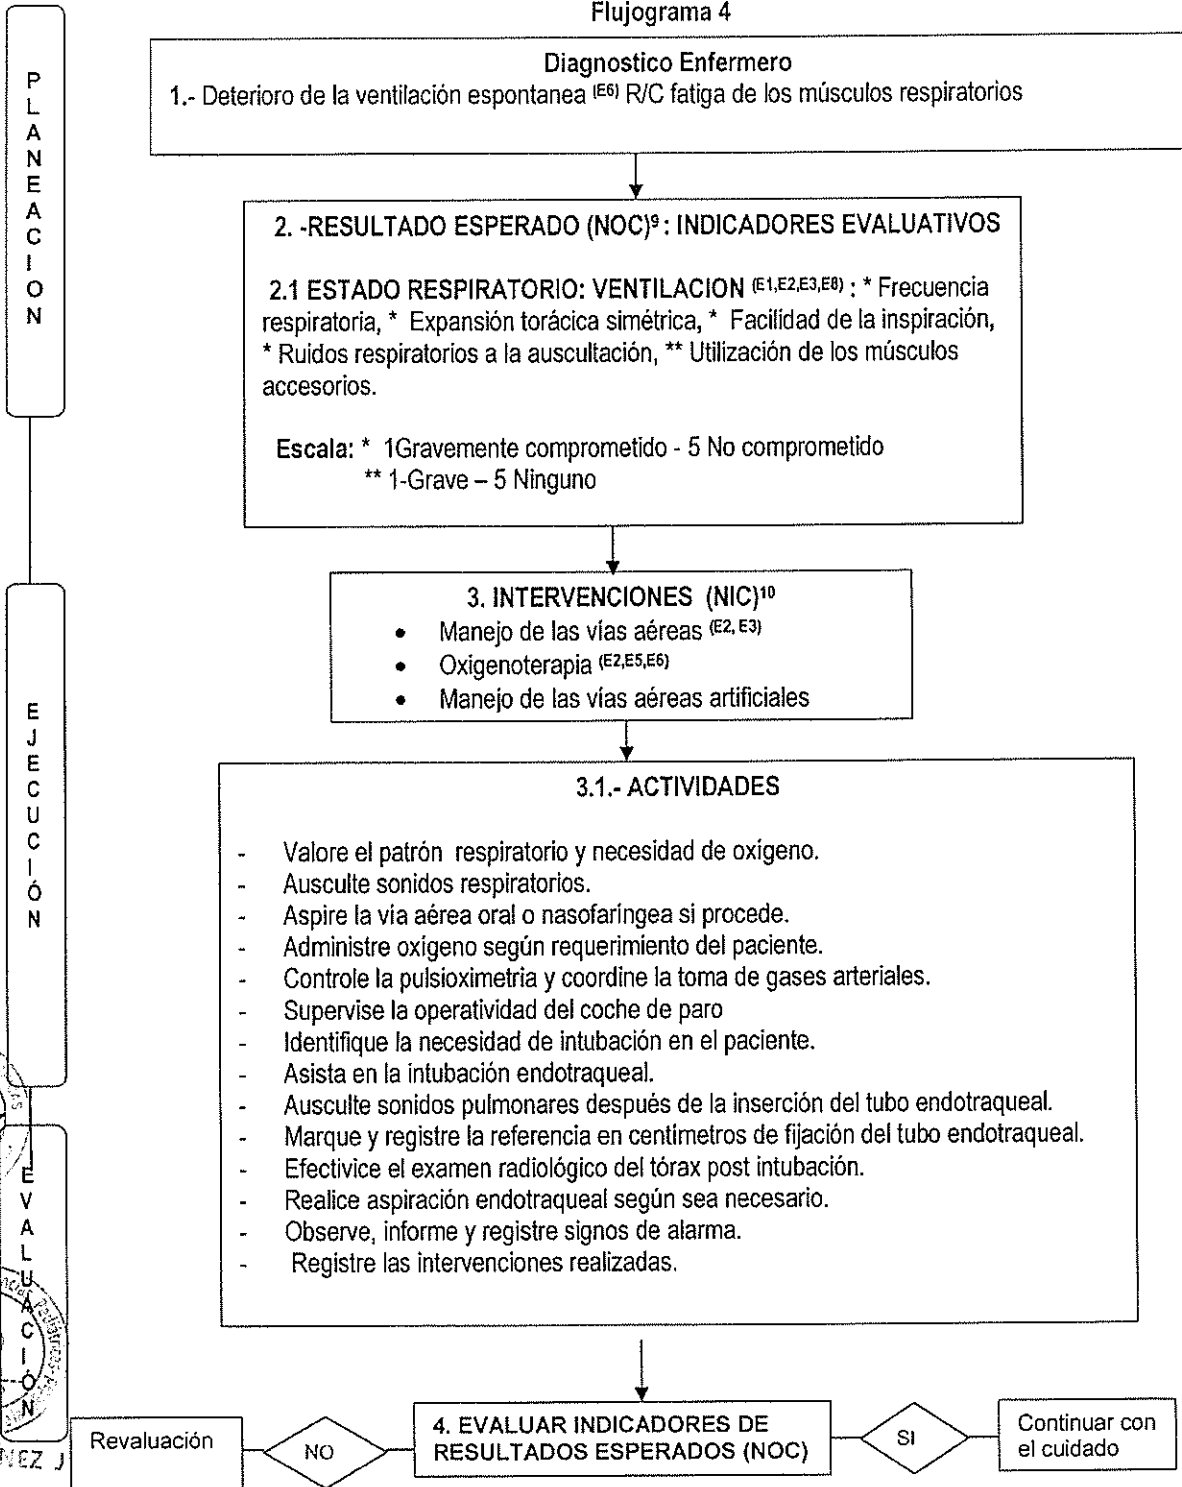 Flujograma 4
PLANEACION
Diagnostico Enfermero
1.- Deterioro de la ventilación espontanea (E6) R/C fatiga de los músculos respiratorios
2. -RESULTADO ESPERADO (NOC)9 : INDICADORES EVALUATIVOS
2.1 ESTADO RESPIRATORIO: VENTILACION (E1,E2,E3,E8) : * Frecuencia
respiratoria, * Expansión torácica simétrica, * Facilidad de la inspiración,
* Ruidos respiratorios a la auscultación, ** Utilización de los músculos
accesorios.
Escala: * 1Gravemente comprometido - 5 No comprometido
** 1-Grave – 5 Ninguno
EJECUCIÓN
3. INTERVENCIONES (NIC)10
• Manejo de las vías aéreas (E2, E3)
• Oxigenoterapia (E2,E5,E6)
• Manejo de las vías aéreas artificiales
3.1.- ACTIVIDADES
- Valore el patrón respiratorio y necesidad de oxígeno.
- Ausculte sonidos respiratorios.
- Aspire la vía aérea oral o nasofaríngea si procede.
- Administre oxígeno según requerimiento del paciente.
- Controle la pulsioximetria y coordine la toma de gases arteriales.
- Supervise la operatividad del coche de paro
- Identifique la necesidad de intubación en el paciente.
- Asista en la intubación endotraqueal.
- Ausculte sonidos pulmonares después de la inserción del tubo endotraqueal.
- Marque y registre la referencia en centímetros de fijación del tubo endotraqueal.
- Efectivice el examen radiológico del tórax post intubación.
- Realice aspiración endotraqueal según sea necesario.
- Observe, informe y registre signos de alarma.
- Registre las intervenciones realizadas.
EVALUACIÓN
Revaluación
NO
4. EVALUAR INDICADORES DE
RESULTADOS ESPERADOS (NOC)
SI
Continuar con
el cuidado